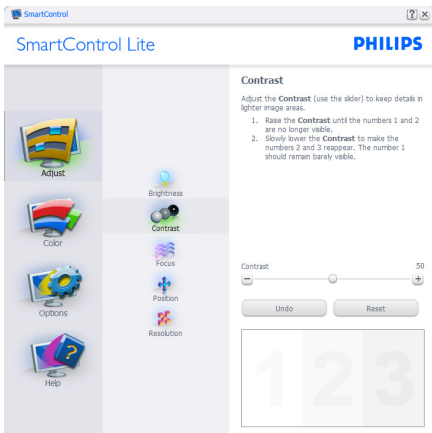 SmartControl
SmartControl Lite
PHILIPS
Adjust
Color
Options
Help
Brightness
Contrast
Focus
Position
Resolution
Contrast
Adjust the Contrast (use the slider) to keep details in
lighter image areas.
1. Raise the Contrast until the numbers 1 and 2
are no longer visible.
2. Slowly lower the Contrast to make the
numbers 2 and 3 reappear. The number 1
should remain barely visible.
Contrast 50
Undo Reset
1 2 3